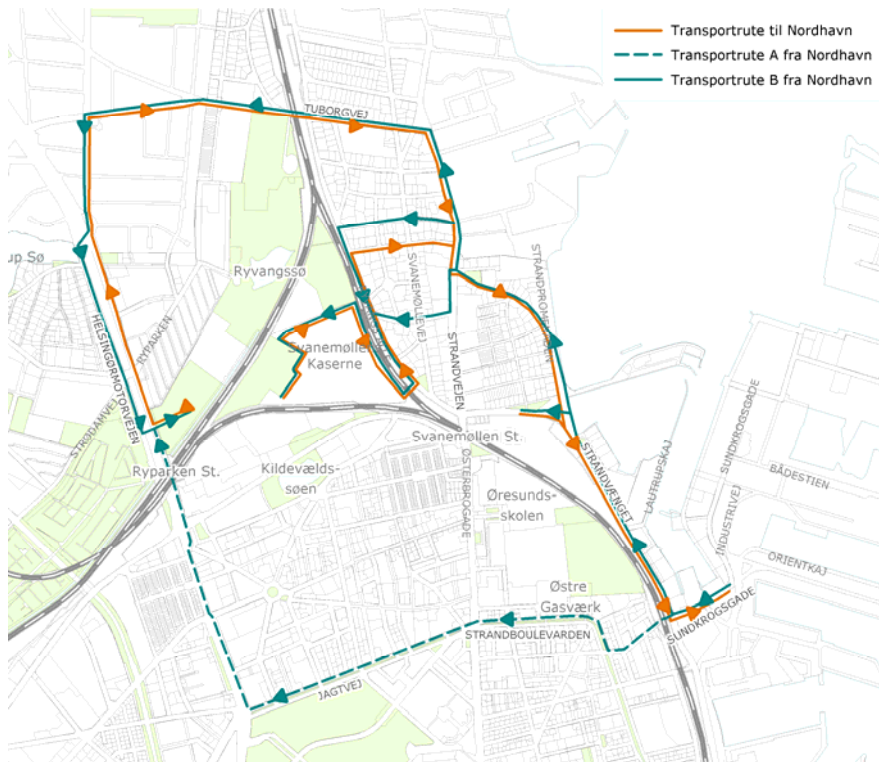 Transportrute til Nordhavn
Transportrute A fra Nordhavn
Transportrute B fra Nordhavn
TUBORGVEJ
up Sø
Ryvangssø
SVANEMØLLEVEJ
STRANDPROMENADEN
HELSINGØRMOTORVEJEN
RYPARKEN
Svanemøllen
Kaserne
STRANDVEJEN
STRØDAMVEJ
Svanemøllen St.
Ryparken St.
Kildevælds-
søen
ØSTERBROGADE
STRANDVÆNGET
LAUTRUPSKAJ
SUNDKROGSGADE
BÅDESTIEN
INDUSTRIVEJ
ORIENTKAJ
Øresunds-
skolen
Østre
Gasværk
SUNDKROGSGADE
STRANDBOULEVARDEN
JAGTVEJ